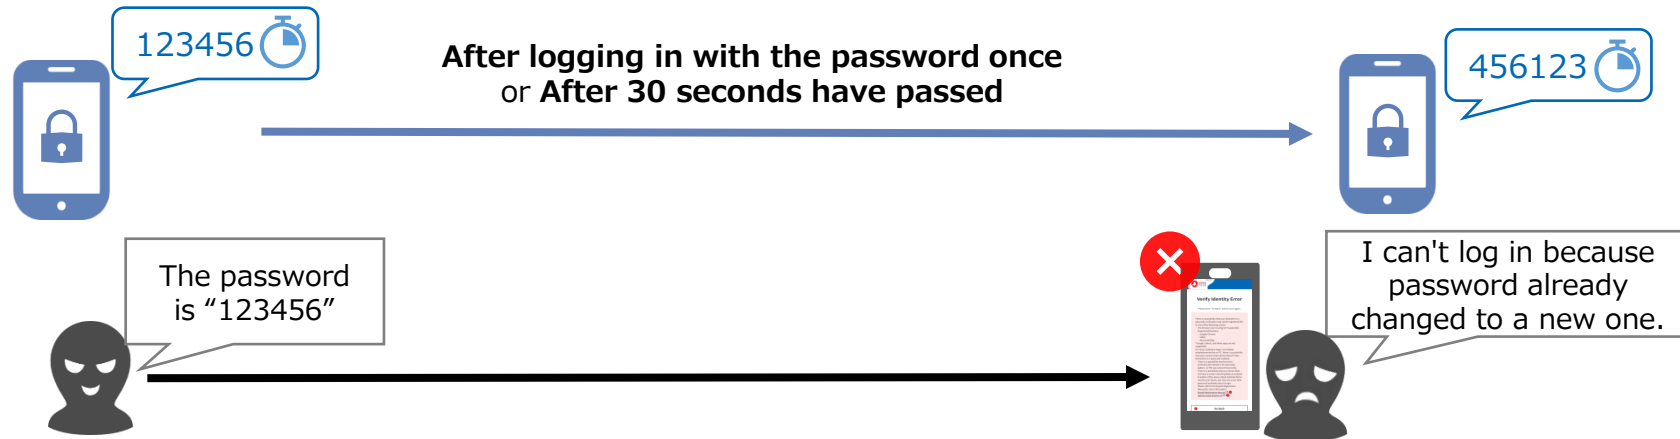 123456
After logging in with the password once
or After 30 seconds have passed
456123
The password
is “123456”
Verify Identity Error
I can't log in because
password already
changed to a new one.